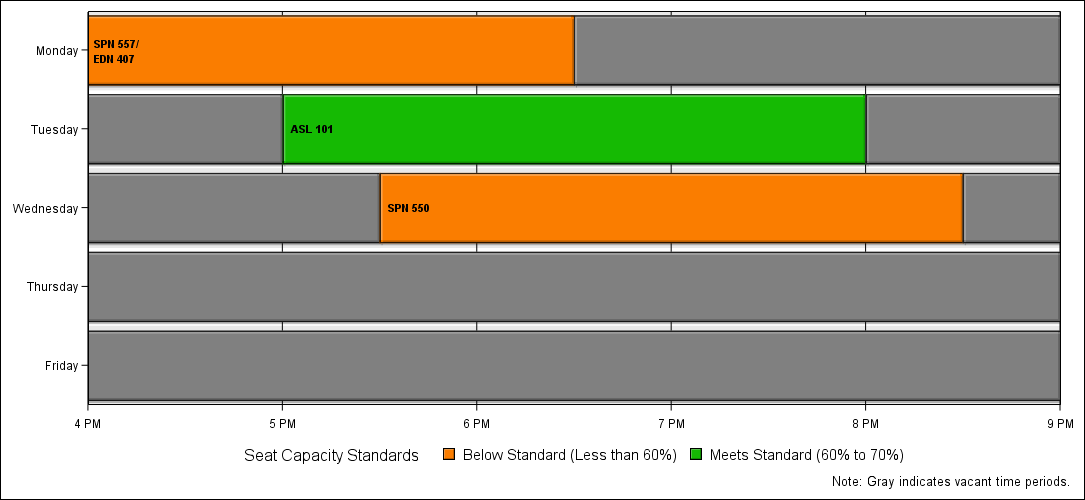 Monday
SPN 557/
EDN 407
Tuesday
ASL 101
Wednesday
SPN 550
Thursday
Friday
4 PM 5 PM 6 PM 7 PM 8 PM 9 PM
Seat Capacity Standards Below Standard (Less than 60%) Meets Standard (60% to 70%)
Note: Gray indicates vacant time periods.